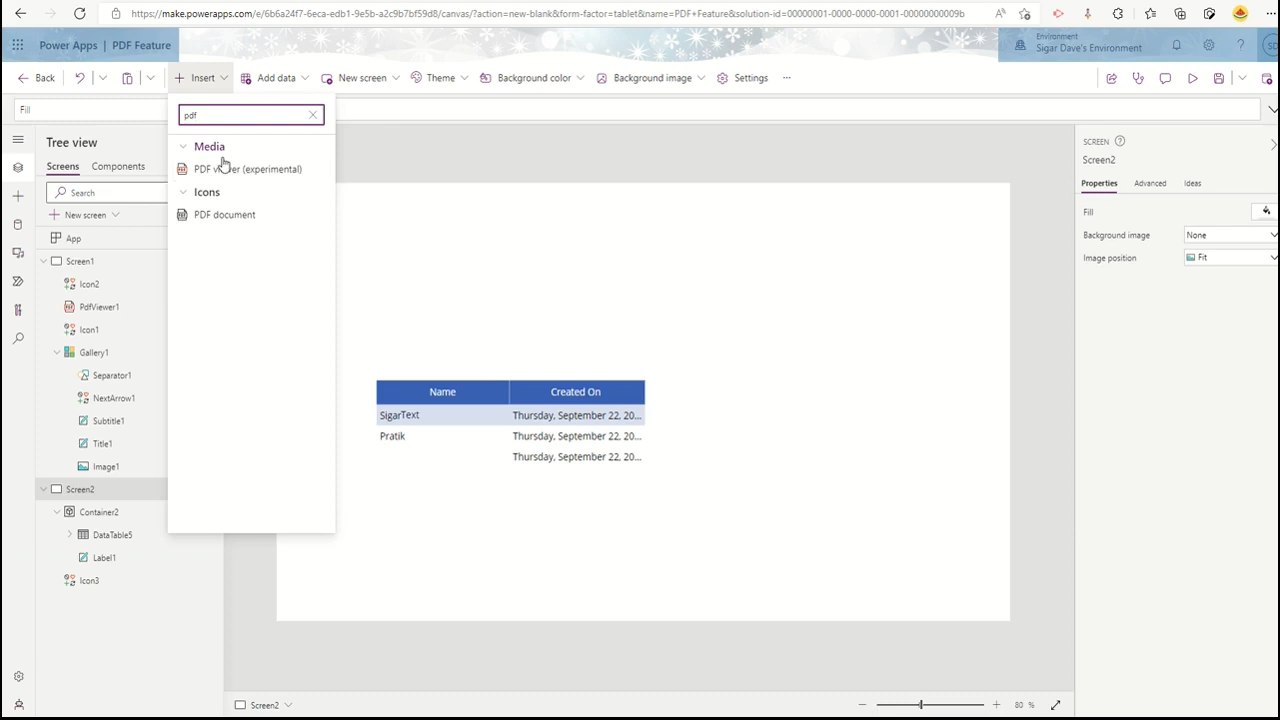 https://make.powerapps.com/e/6b6a24f7-6eca-edb1-9e5b-a2c9b7bf59d8/canvas/?action=new-blank&form-factor=tablet&name=PDF+Feature&solution-id=00000001-0000-0000-0001-00000000009b
Power Apps | PDF Feature
Environment
Sigar Dave's Environment
Back
Insert
Add data
New screen
Theme
Background color
Background image
Settings
Fill
pdf
Media
PDF viewer (experimental)
Icons
PDF document
Tree view
Screens
Components
Search
New screen
App
Screen1
Icon2
PdfViewer1
Icon1
Gallery1
Separator1
NextArrow1
Subtitle1
Title1
Image1
Screen2
Container2
DataTable5
Label1
Icon3
Name
Created On
SigarText
Thursday, September 22, 20...
Pratik
Thursday, September 22, 20...
Thursday, September 22, 20...
SCREEN
Screen2
Properties
Advanced
Ideas
Fill
Background image
None
Image position
Fit
Screen2
80 %